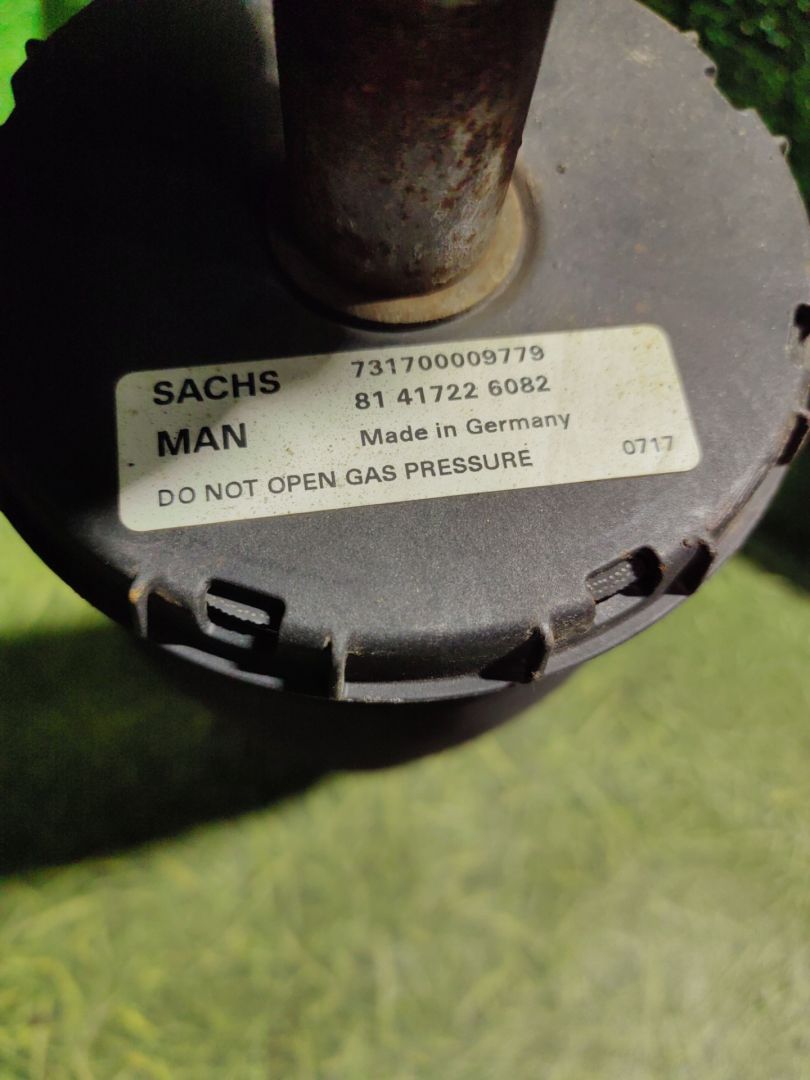 SACHS 731700009779
81 41722 6082
MAN Made in Germany
DO NOT OPEN GAS PRESSURE 0717